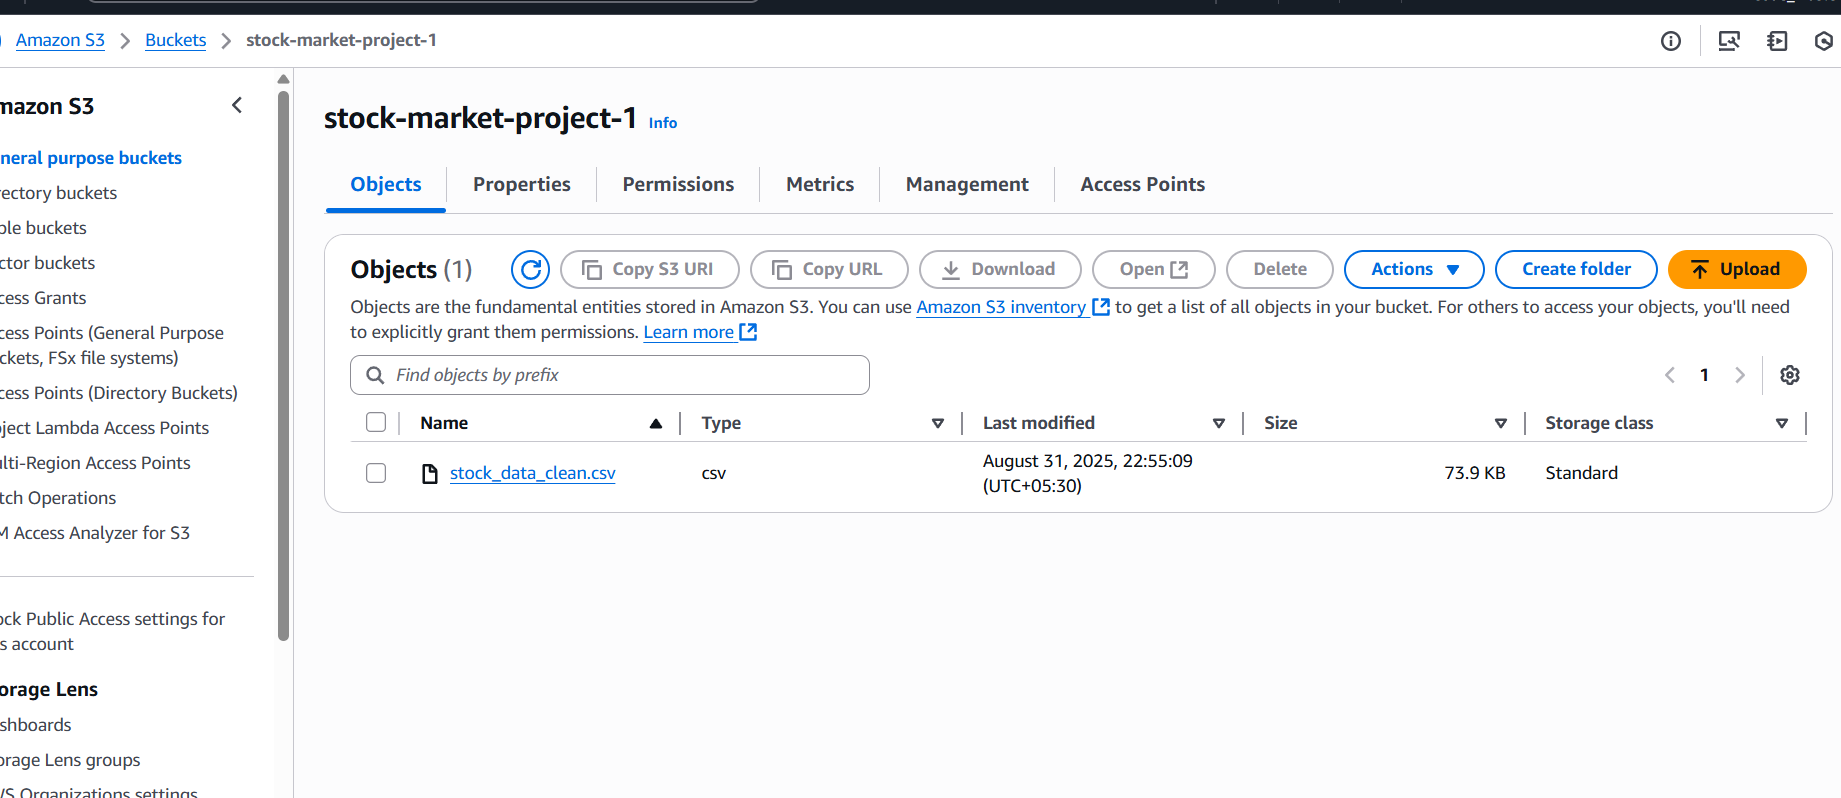 Amazon S3 > Buckets > stock-market-project-1
mazon S3
neral purpose buckets
rectory buckets
ble buckets
ctor buckets
cess Grants
cess Points (General Purpose
ckets, FSx file systems)
cess Points (Directory Buckets)
ject Lambda Access Points
ulti-Region Access Points
tch Operations
M Access Analyzer for S3
ock Public Access settings for
s account
orage Lens
shboards
orage Lens groups
VS Organizations settings
stock-market-project-1 Info
Objects Properties Permissions Metrics Management Access Points
Objects (1) Copy S3 URI Copy URL Download Open Delete Actions Create folder Upload
Objects are the fundamental entities stored in Amazon S3. You can use Amazon S3 inventory to get a list of all objects in your bucket. For others to access your objects, you'll need
to explicitly grant them permissions. Learn more
Find objects by prefix
1
Name Type Last modified Size Storage class
stock_data_clean.csv csv August 31, 2025, 22:55:09 (UTC+05:30) 73.9 KB Standard